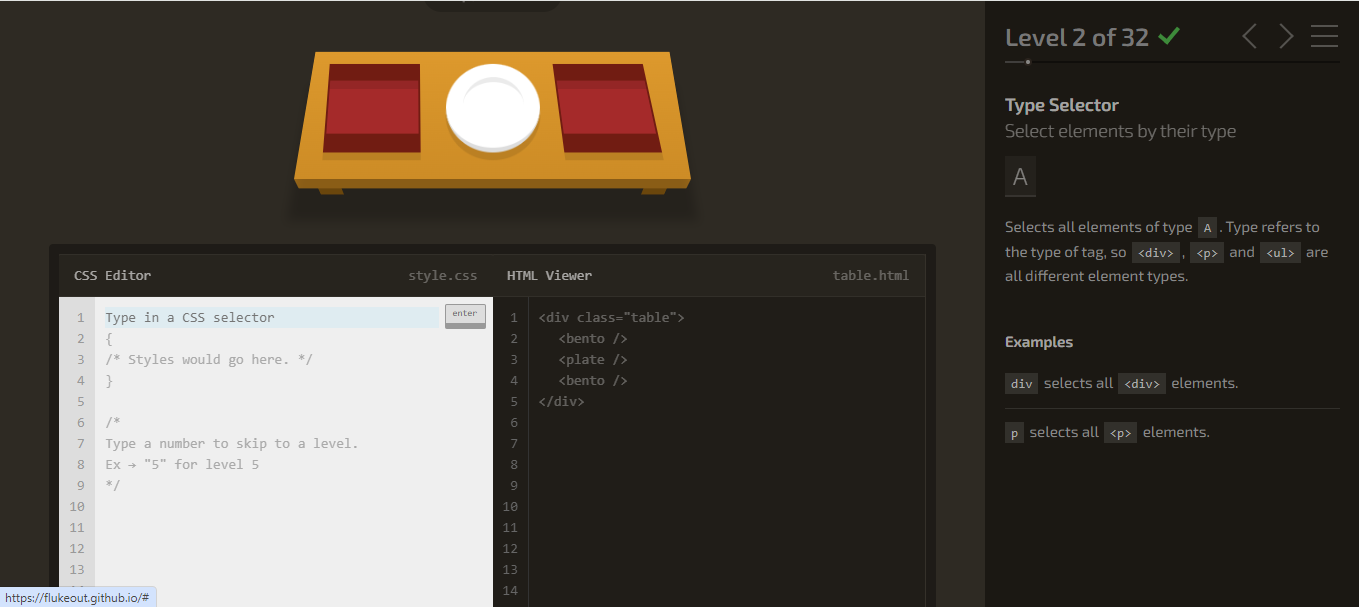 Level 2 of 32
Type Selector
Select elements by their type
A
Selects all elements of type A . Type refers to
the type of tag, so <div> , <p> and <ul> are
all different element types.
Examples
div selects all <div> elements.
p selects all <p> elements.
CSS Editor style.css
1 Type in a CSS selector enter
2 {
3 /* Styles would go here. */
4 }
5
6 /*
7 Type a number to skip to a level.
8 Ex → "5" for level 5
9 */
10
11
12
13
HTML Viewer table.html
1 <div class="table">
2 <bento />
3 <plate />
4 <bento />
5 </div>
6
7
8
9
10
11
12
13
14
https://flukeout.github.io/#